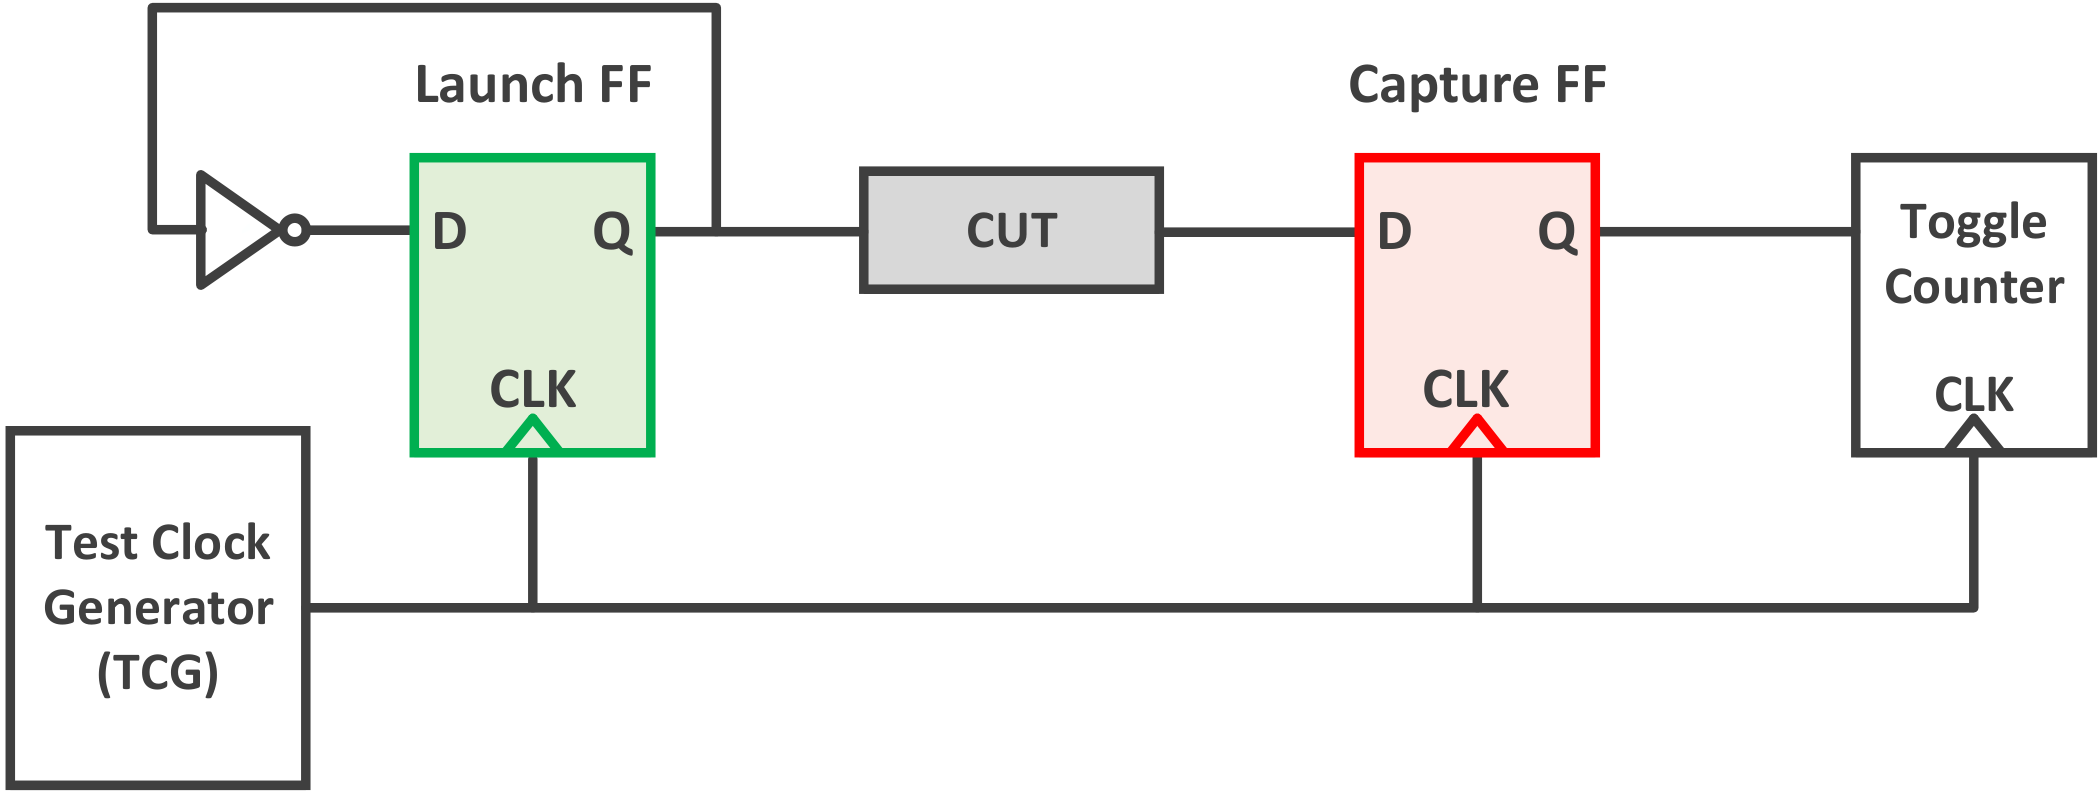 Launch FF
Capture FF
D
Q
CUT
D
Q
Toggle
Counter
CLK
CLK
CLK
Test Clock
Generator
(TCG)